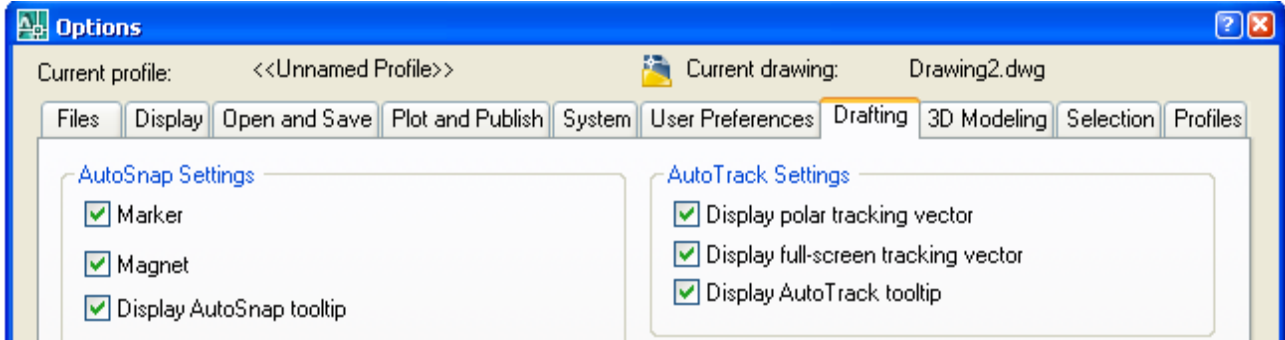 Options
Current profile: <<Unnamed Profile>> Current drawing: Drawing2.dwg
Files Display Open and Save Plot and Publish System User Preferences Drafting 3D Modeling Selection Profiles
AutoSnap Settings
Marker
Magnet
Display AutoSnap tooltip
AutoTrack Settings
Display polar tracking vector
Display full-screen tracking vector
Display AutoTrack tooltip